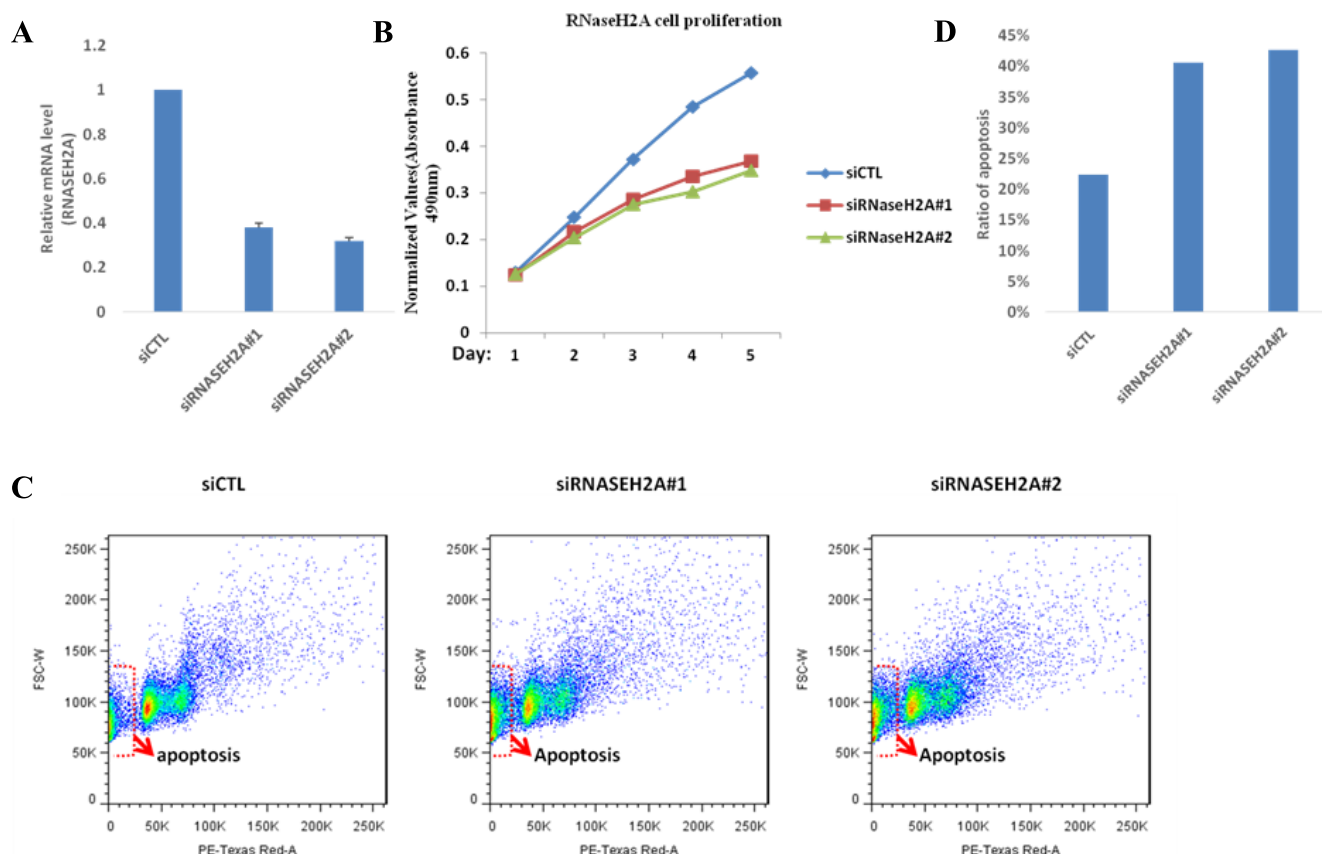 A
Relative mRNA level
(RNASEH2A)
1.2
1
0.8
0.6
0.4
0.2
0
siCTL
siRNASEH2A#1
siRNASEH2A#2
B
RNaseH2A cell proliferation
Normalized Values(Absorbance
490nm)
0.6
0.5
0.4
0.3
0.2
0.1
0
Day: 1 2 3 4 5
siCTL
siRNaseH2A#1
siRNaseH2A#2
D
Ratio of apoptosis
45%
40%
35%
30%
25%
20%
15%
10%
5%
0%
siCTL
siRNASEH2A#1
siRNASEH2A#2
C
siCTL
FSC-W
250K
200K
150K
100K
50K
0
apoptosis
0 50K 100K 150K 200K 250K
PE-Texas Red-A
siRNASEH2A#1
FSC-W
250K
200K
150K
100K
50K
0
Apoptosis
0 50K 100K 150K 200K 250K
PE-Texas Red-A
siRNASEH2A#2
FSC-W
250K
200K
150K
100K
50K
0
Apoptosis
0 50K 100K 150K 200K 250K
PE-Texas Red-A